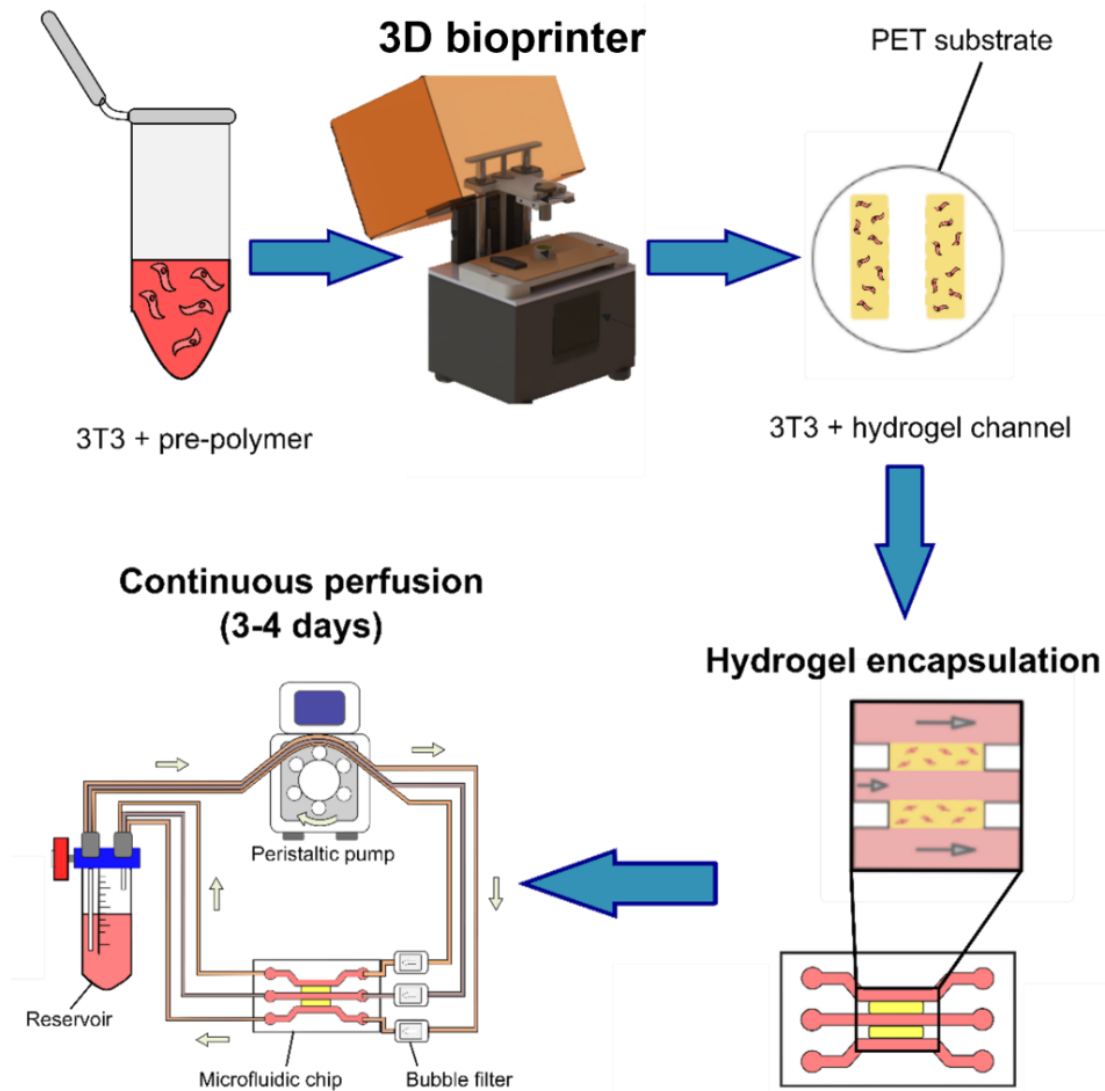 3D bioprinter
PET substrate
3T3 + pre-polymer
3T3 + hydrogel channel
Hydrogel encapsulation
Continuous perfusion
(3-4 days)
Peristaltic pump
Reservoir
Microfluidic chip
Bubble filter